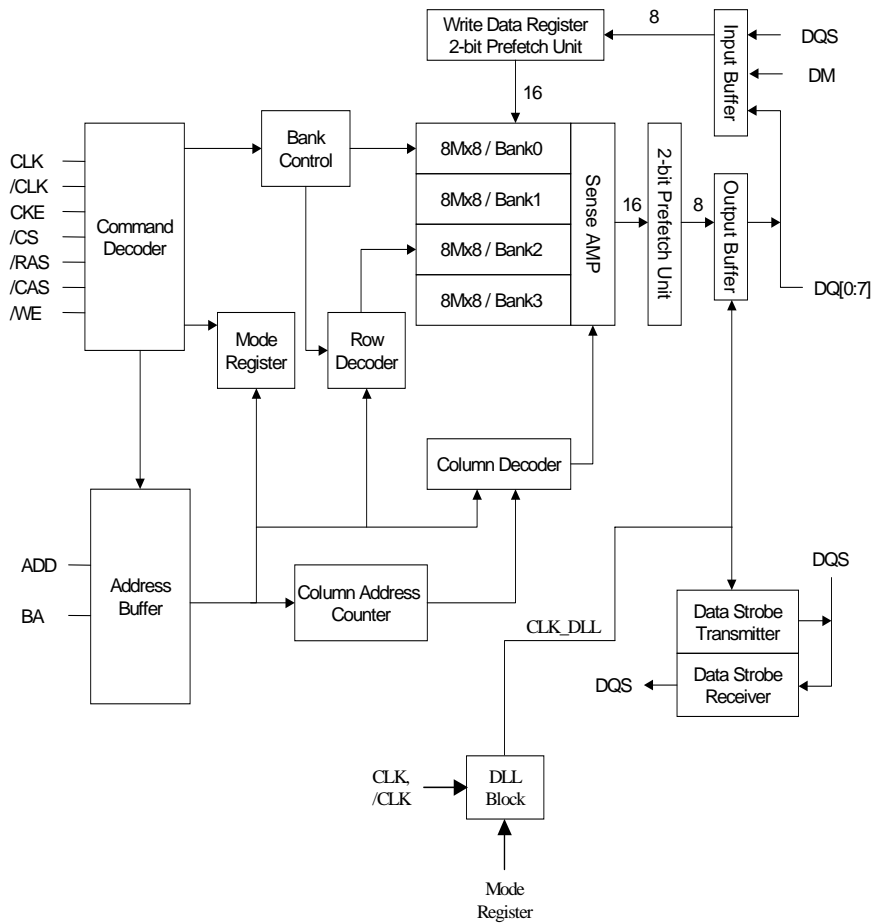 Write Data Register
2-bit Prefetch Unit
8
Input Buffer
DQS
DM
16
Bank
Control
8Mx8 / Bank0
8Mx8 / Bank1
8Mx8 / Bank2
8Mx8 / Bank3
Sense AMP
16
2-bit Prefetch Unit
8
Output Buffer
DQ[0:7]
CLK
/CLK
CKE
/CS
/RAS
/CAS
/WE
Command
Decoder
Mode
Register
Row
Decoder
Column Decoder
ADD
BA
Address
Buffer
Column Address
Counter
CLK_DLL
DQS
Data Strobe
Transmitter
Data Strobe
Receiver
DQS
CLK,
/CLK
DLL
Block
Mode
Register